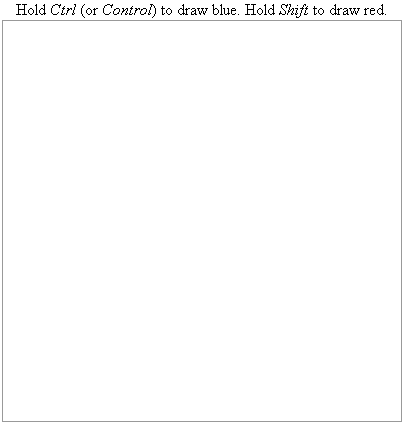 Hold Ctrl (or Control) to draw blue. Hold Shift to draw red.